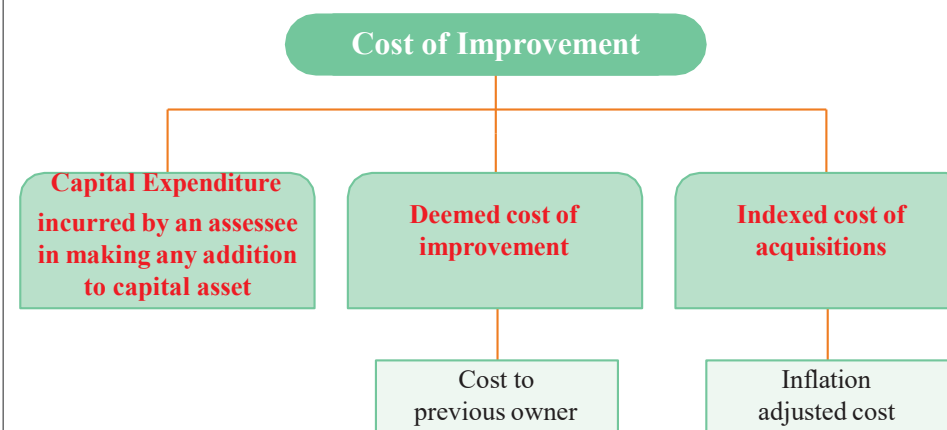 Cost of Improvement
Capital Expenditure
incurred by an assessee
in making any addition
to capital asset
Deemed cost of
improvement
Indexed cost of
acquisitions
Cost to
previous owner
Inflation
adjusted cost